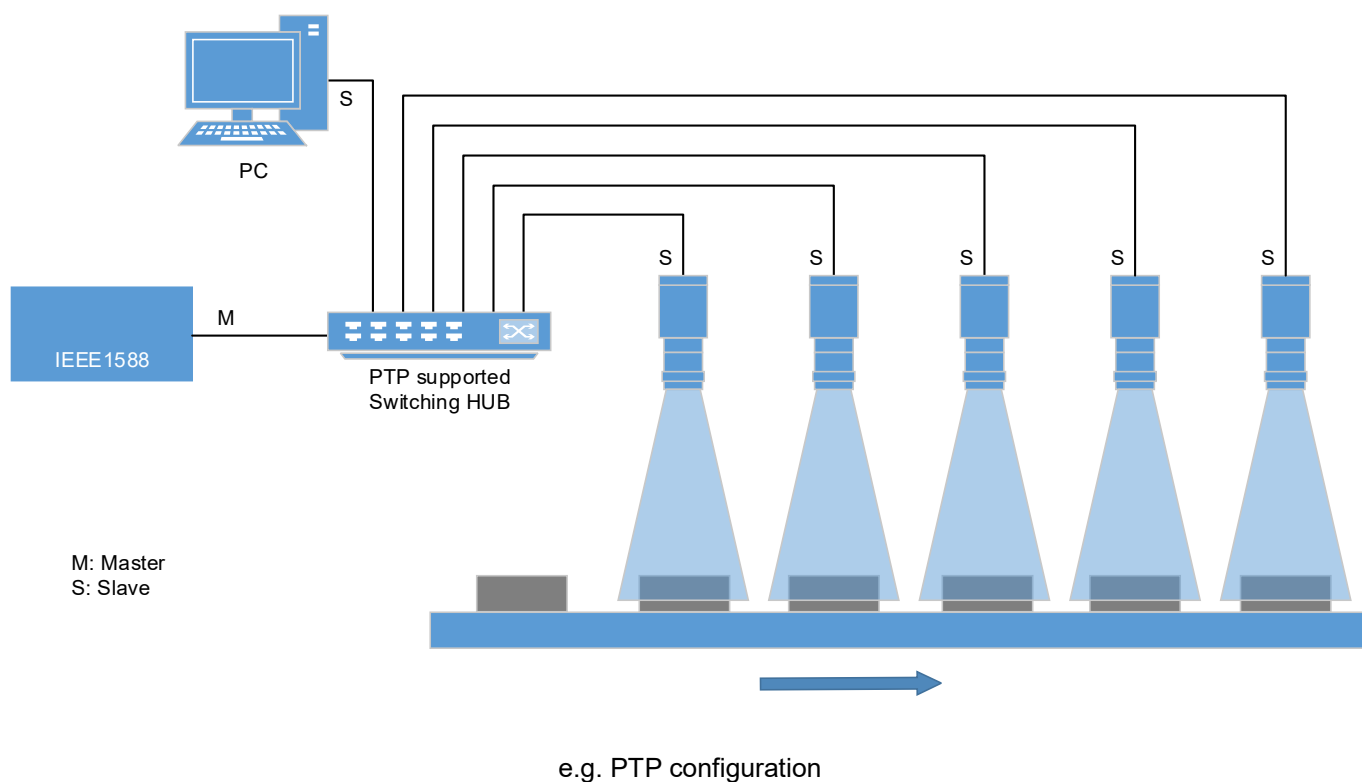 S
PC
S
S
S
S
S
M
IEEE1588
PTP supported
Switching HUB
M: Master
S: Slave
e.g. PTP configuration